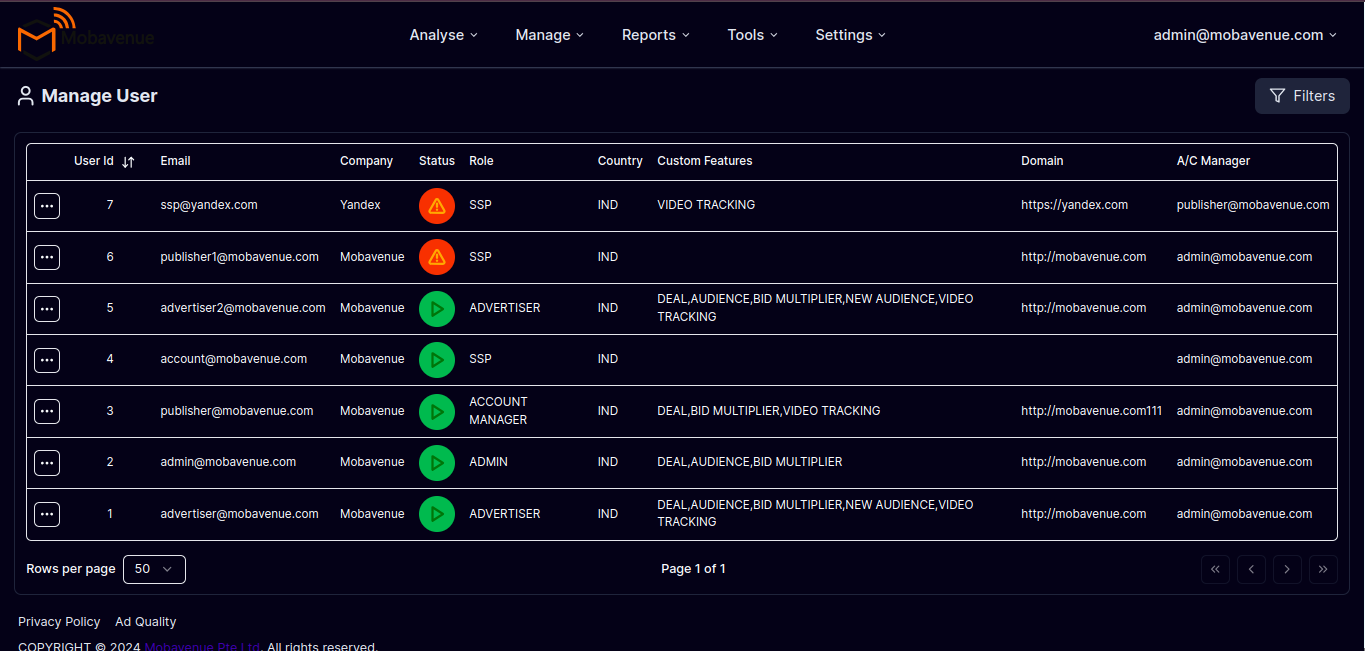 Mobavenue
Analyse Manage Reports Tools Settings admin@mobavenue.com
Manage User
Filters
User Id Email Company Status Role Country Custom Features Domain A/C Manager
7 ssp@yandex.com Yandex SSP IND VIDEO TRACKING https://yandex.com publisher@mobavenue.com
6 publisher1@mobavenue.com Mobavenue SSP IND http://mobavenue.com admin@mobavenue.com
5 advertiser2@mobavenue.com Mobavenue ADVERTISER IND DEAL,AUDIENCE,BID MULTIPLIER,NEW AUDIENCE,VIDEO http://mobavenue.com admin@mobavenue.com
TRACKING
4 account@mobavenue.com Mobavenue SSP IND admin@mobavenue.com
3 publisher@mobavenue.com Mobavenue ACCOUNT IND DEAL,BID MULTIPLIER,VIDEO TRACKING http://mobavenue.com111 admin@mobavenue.com
MANAGER
2 admin@mobavenue.com Mobavenue ADMIN IND DEAL,AUDIENCE,BID MULTIPLIER http://mobavenue.com admin@mobavenue.com
1 advertiser@mobavenue.com Mobavenue ADVERTISER IND DEAL,AUDIENCE,BID MULTIPLIER,NEW AUDIENCE,VIDEO http://mobavenue.com admin@mobavenue.com
TRACKING
Rows per page 50 Page 1 of 1
Privacy Policy Ad Quality
COPYRIGHT © 2024 Mobavenue Pte Ltd. All rights reserved.